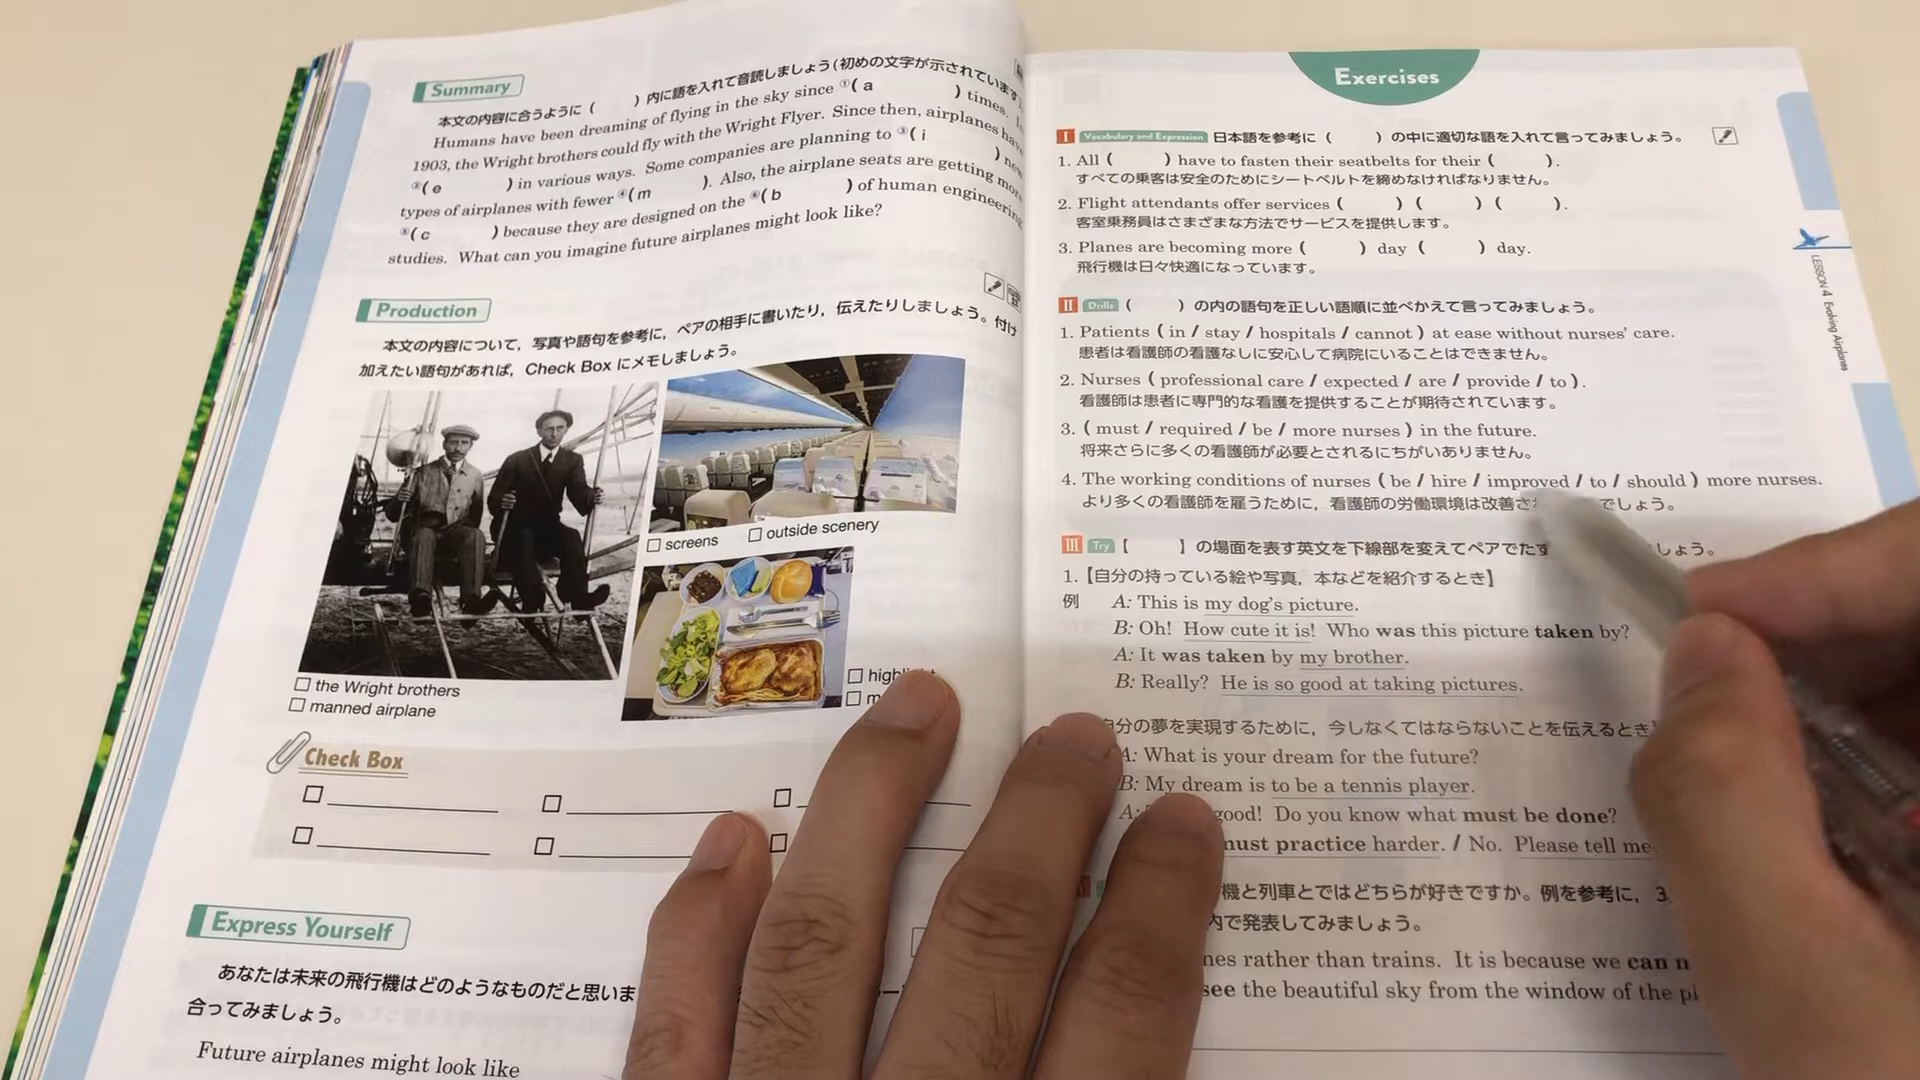 Summary
本文の内容に合うように (　　) 内に語を入れて音読しましょう(初めの文字が示されています)
Humans have been dreaming of flying in the sky since ①( a　　) times. I
1903, the Wright brothers could fly with the Wright Flyer. Since then, airplanes have
②( e　　) in various ways. Some companies are planning to ③( i　　) new
types of airplanes with fewer ④( m　　). Also, the airplane seats are getting more
⑤( c　　) because they are designed on the ⑥( b　　) of human engineering
studies. What can you imagine future airplanes might look like?
Production
本文の内容について，写真や語句を参考に，ペアの相手に書いたり，伝えたりしましょう。付け
加えたい語句があれば，Check Box にメモしましょう。
□ screens □ outside scenery
□ the Wright brothers
□ manned airplane
□
□ m
Check Box
Express Yourself
あなたは未来の飛行機はどのようなものだと思いま
合ってみましょう。
Future airplanes might look like
Exercises
I Vocabulary and Expression 日本語を参考に (　　) の中に適切な語を入れて言ってみましょう。
1. All (　　) have to fasten their seatbelts for their (　　).
すべての乗客は安全のためにシートベルトを締めなければなりません。
2. Flight attendants offer services (　　) (　　) (　　).
客室乗務員はさまざまな方法でサービスを提供します。
3. Planes are becoming more (　　) day (　　) day.
飛行機は日々快適になっています。
II Drills (　　) の内の語句を正しい語順に並べかえて言ってみましょう。
1. Patients ( in / stay / hospitals / cannot ) at ease without nurses' care.
患者は看護師の看護なしに安心して病院にいることはできません。
2. Nurses ( professional care / expected / are / provide / to ).
看護師は患者に専門的な看護を提供することが期待されています。
3. ( must / required / be / more nurses ) in the future.
将来さらに多くの看護師が必要とされるにちがいありません。
4. The working conditions of nurses ( be / hire / improved / to / should ) more nurses.
より多くの看護師を雇うために，看護師の労働環境は改善さ でしょう。
III Try 【　　】の場面を表す英文を下線部を変えてペアでたず しょう。
1.【自分の持っている絵や写真，本などを紹介するとき】
例 A: This is my dog's picture.
B: Oh! How cute it is! Who was this picture taken by?
A: It was taken by my brother.
B: Really? He is so good at taking pictures.
自分の夢を実現するために，今しなくてはならないことを伝えるとき】
A: What is your dream for the future?
B: My dream is to be a tennis player.
A: good! Do you know what must be done?
must practice harder. / No. Please tell me
機と列車とではどちらが好きですか。例を参考に，3
内で発表してみましょう。
nes rather than trains. It is because we can n
see the beautiful sky from the window of the pl
LESSON 4 Evolving Airplanes